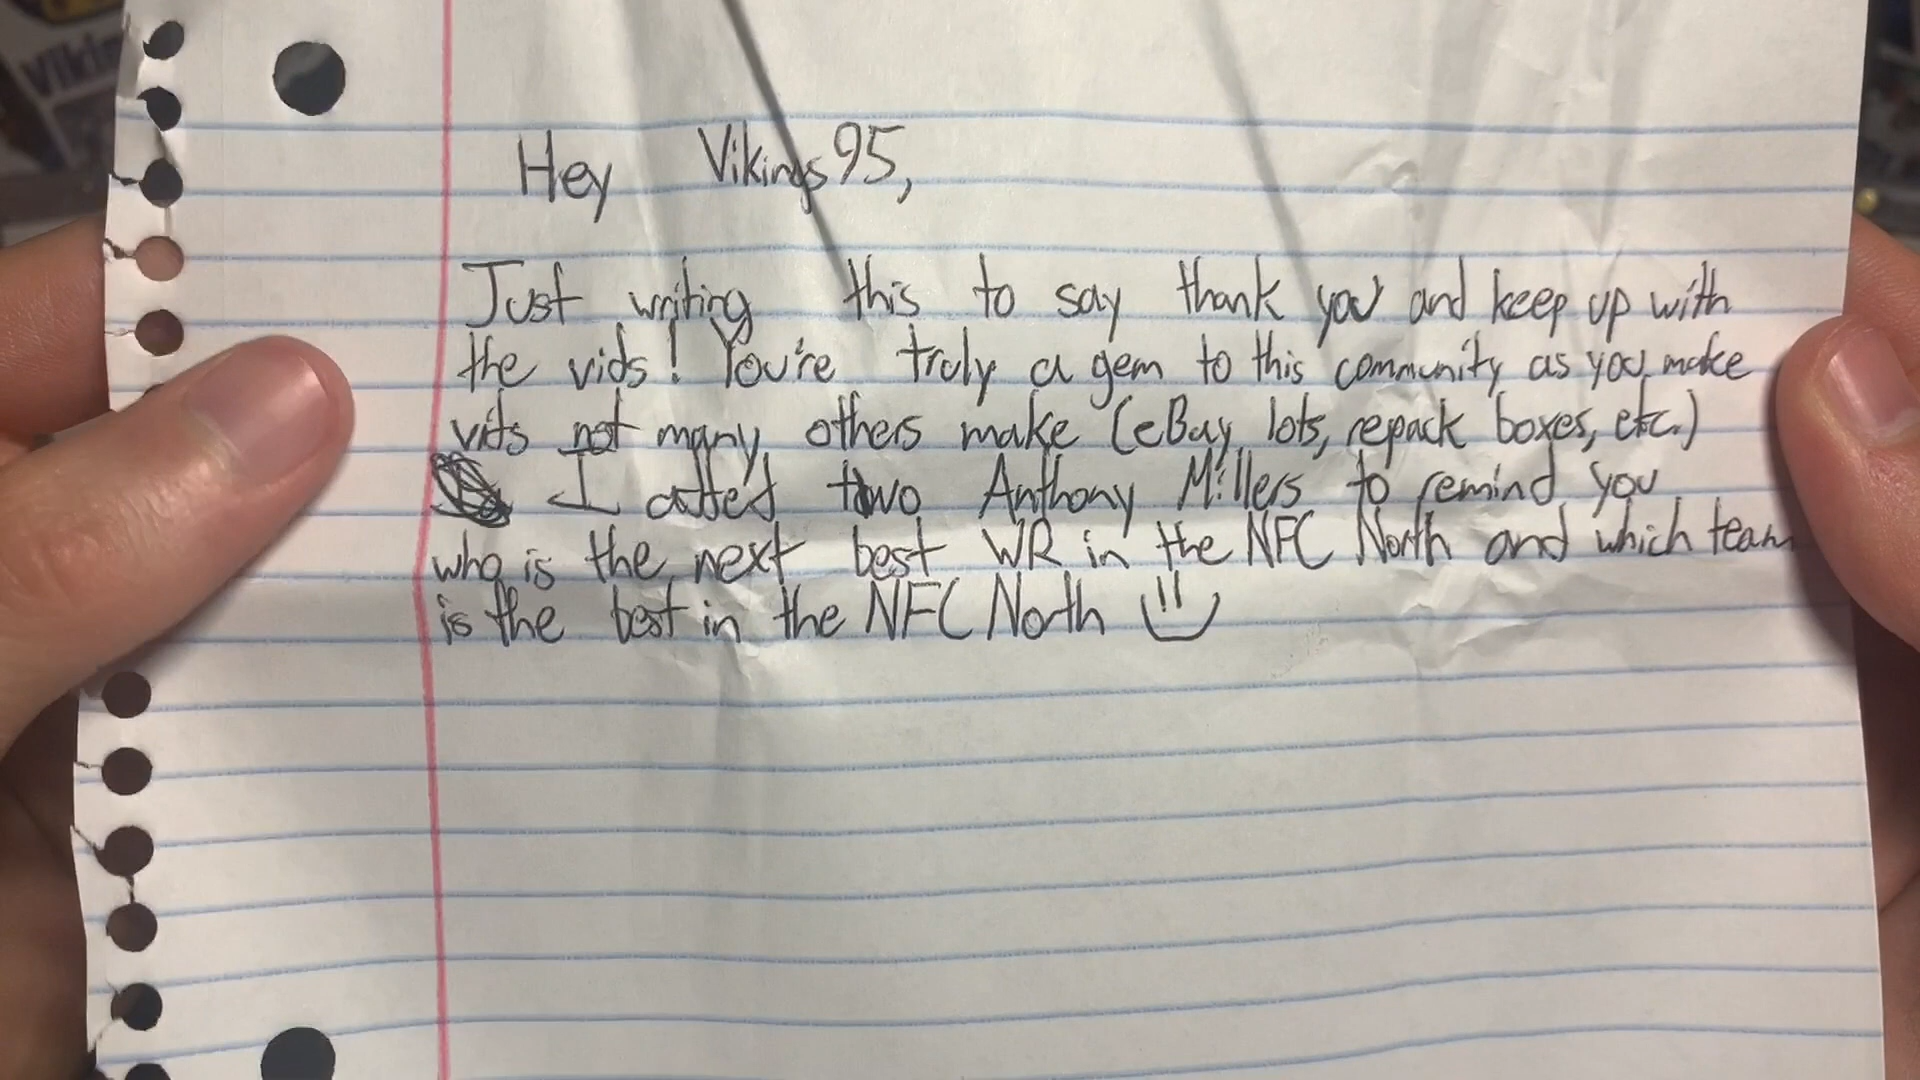 Vikin
Hey Vikings95,
Just writing this to say thank you and keep up with
the vids! You're truly a gem to this community as you make
vids not many others make (eBay lots, repack boxes, etc.)
I added two Anthony Millers to remind you
who is the next best WR in the NFC North and which team
is the best in the NFC North